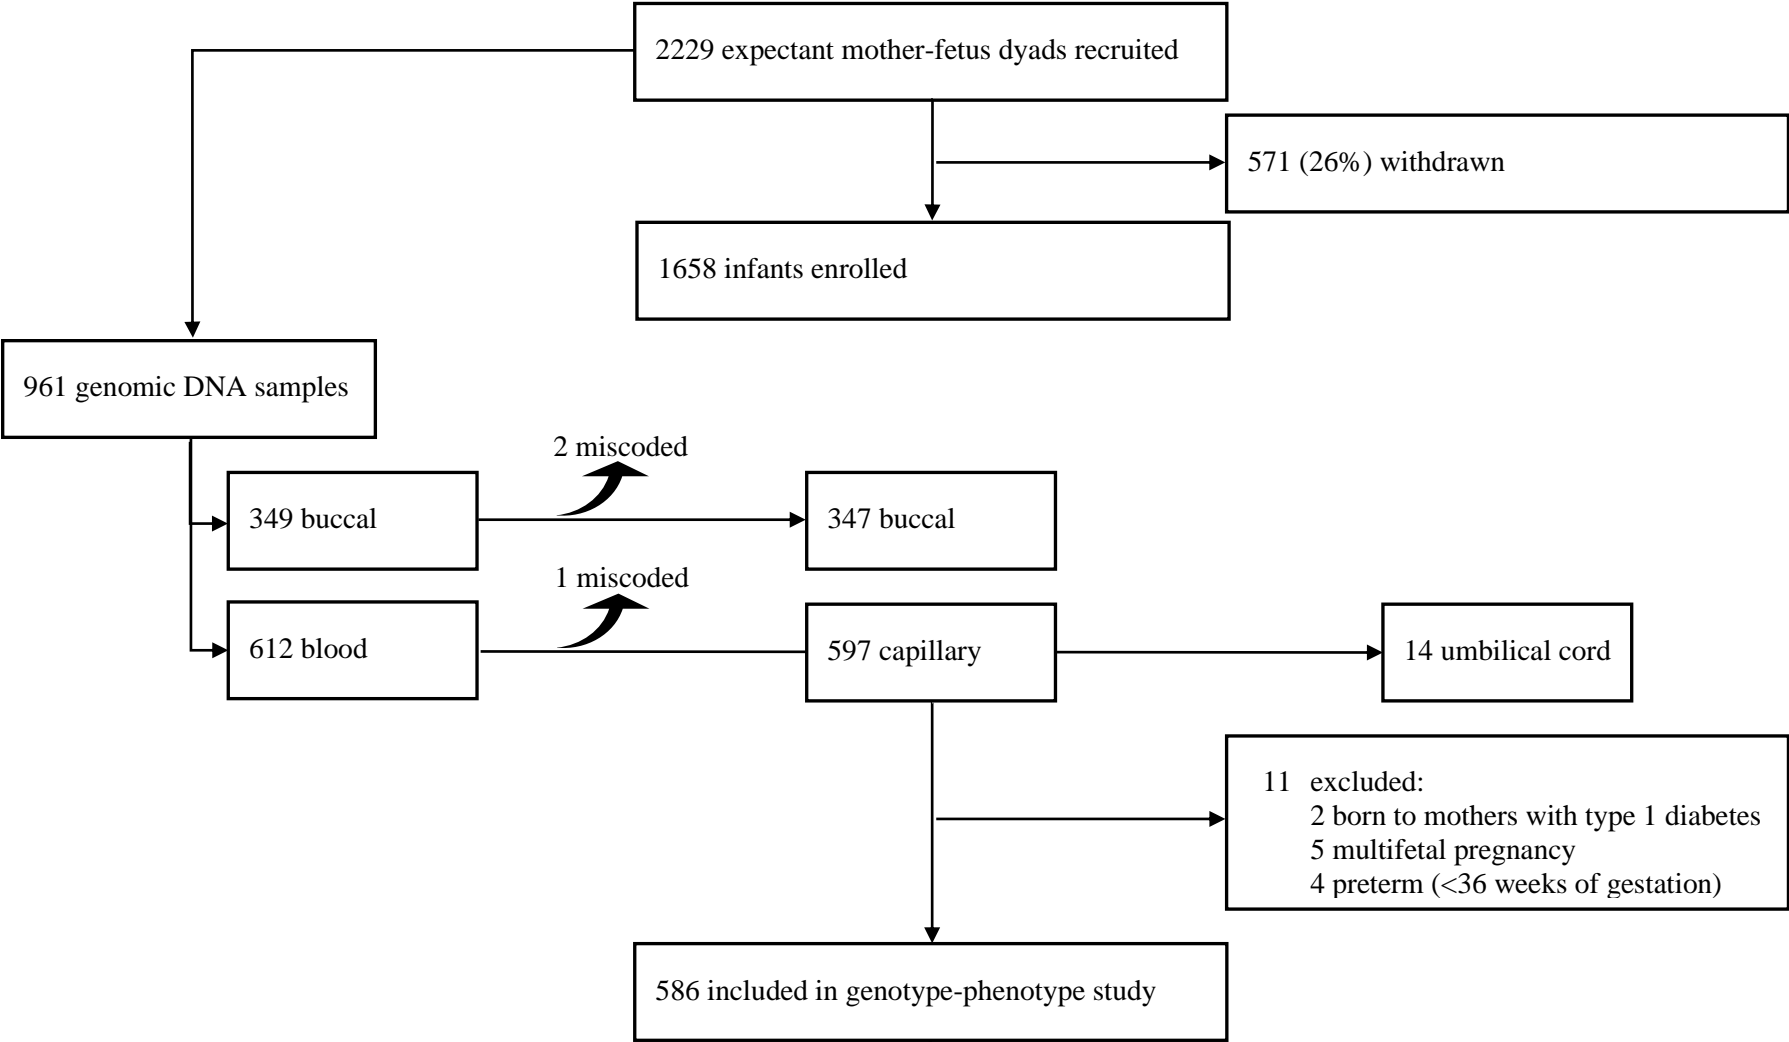 2229 expectant mother-fetus dyads recruited
571 (26%) withdrawn
1658 infants enrolled
961 genomic DNA samples
2 miscoded
349 buccal
347 buccal
1 miscoded
612 blood
597 capillary
14 umbilical cord
11 excluded:
2 born to mothers with type 1 diabetes
5 multifetal pregnancy
4 preterm (<36 weeks of gestation)
586 included in genotype-phenotype study